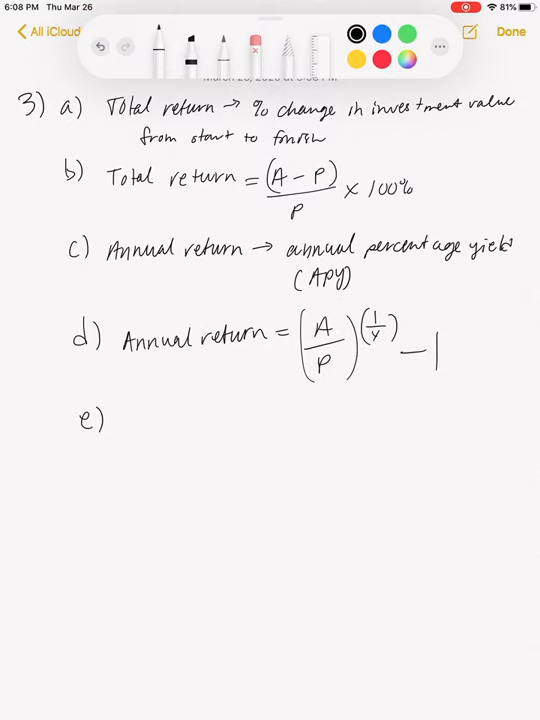 6:08 PM Thu Mar 26
81%
All iCloud
Done
3) a) Total return → % change in investment value
from start to finish
b) Total return = (A - P) / P × 100%
c) Annual return → annual percentage yield
(APY)
d) Annual return = (A / P)^(1/Y) - 1
e)